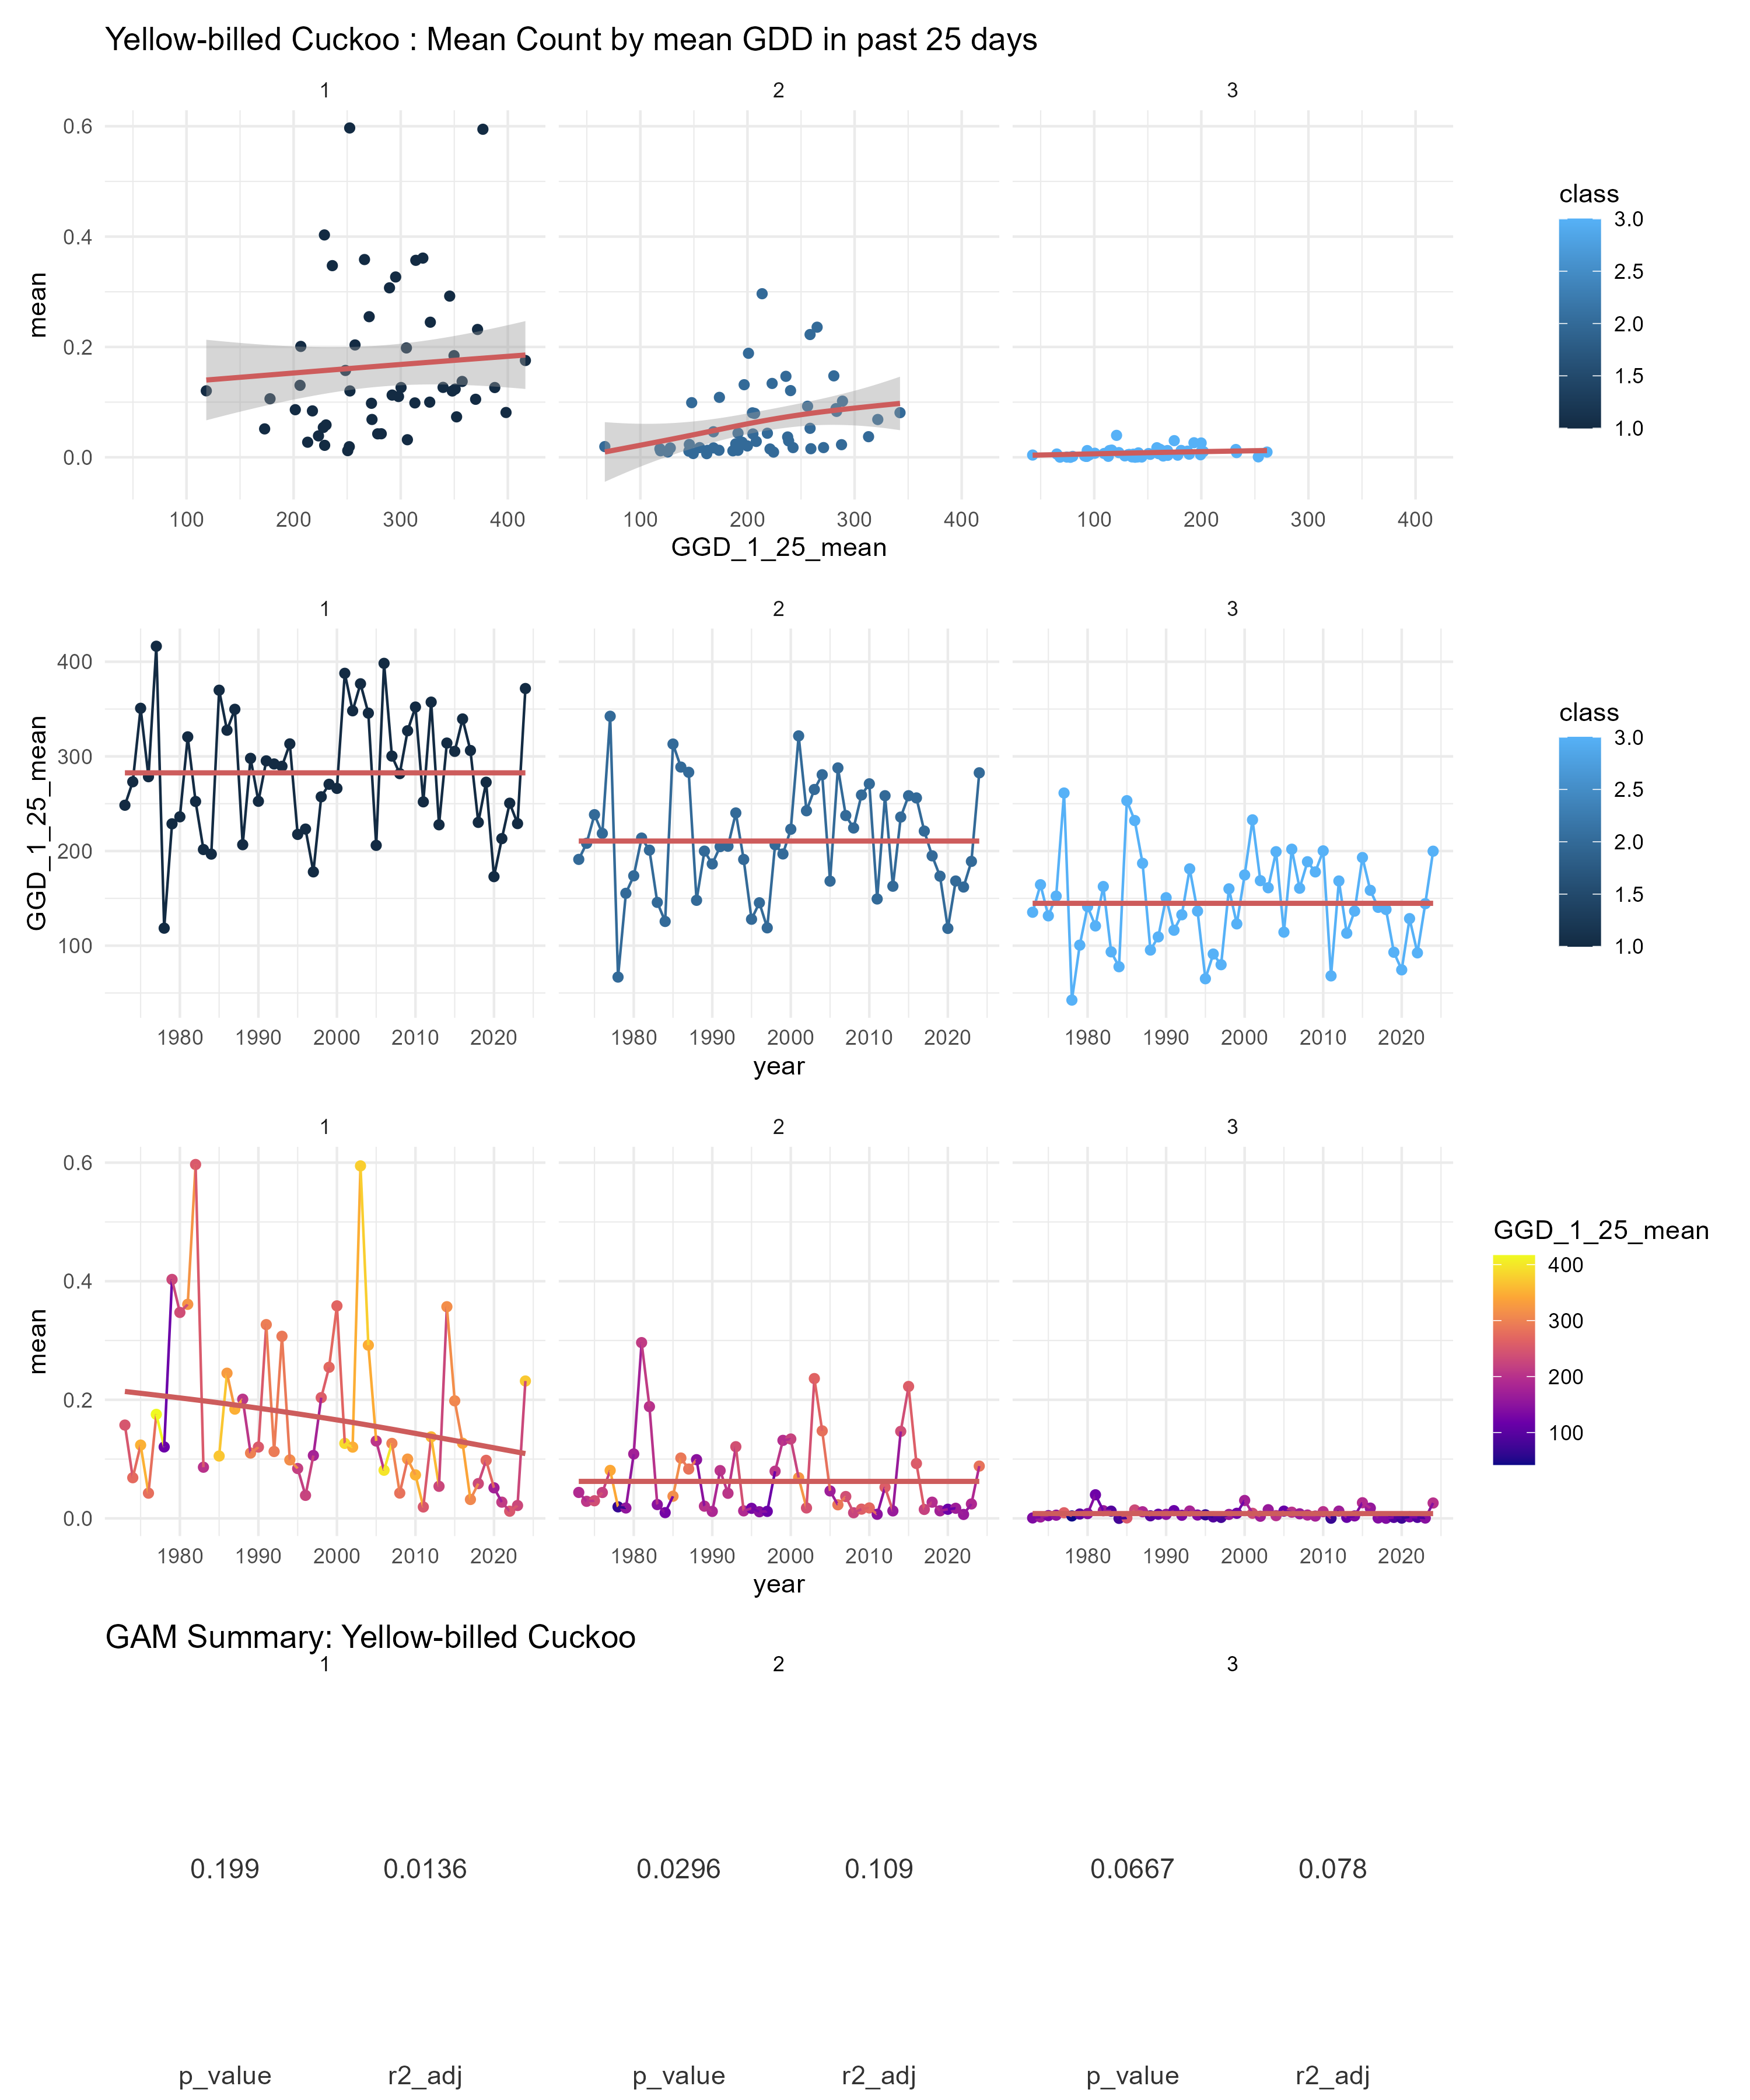 Yellow-billed Cuckoo : Mean Count by mean GDD in past 25 days
1 2 3
mean
0.6
0.4
0.2
0.0
100 200 300 400 100 200 300 400 100 200 300 400
GGD_1_25_mean
class
3.0
2.5
2.0
1.5
1.0
1 2 3
GGD_1_25_mean
400
300
200
100
1980 1990 2000 2010 2020 1980 1990 2000 2010 2020 1980 1990 2000 2010 2020
year
class
3.0
2.5
2.0
1.5
1.0
1 2 3
mean
0.6
0.4
0.2
0.0
1980 1990 2000 2010 2020 1980 1990 2000 2010 2020 1980 1990 2000 2010 2020
year
GGD_1_25_mean
400
300
200
100
GAM Summary: Yellow-billed Cuckoo
1 2 3
0.199 0.0136 0.0296 0.109 0.0667 0.078
p_value r2_adj p_value r2_adj p_value r2_adj